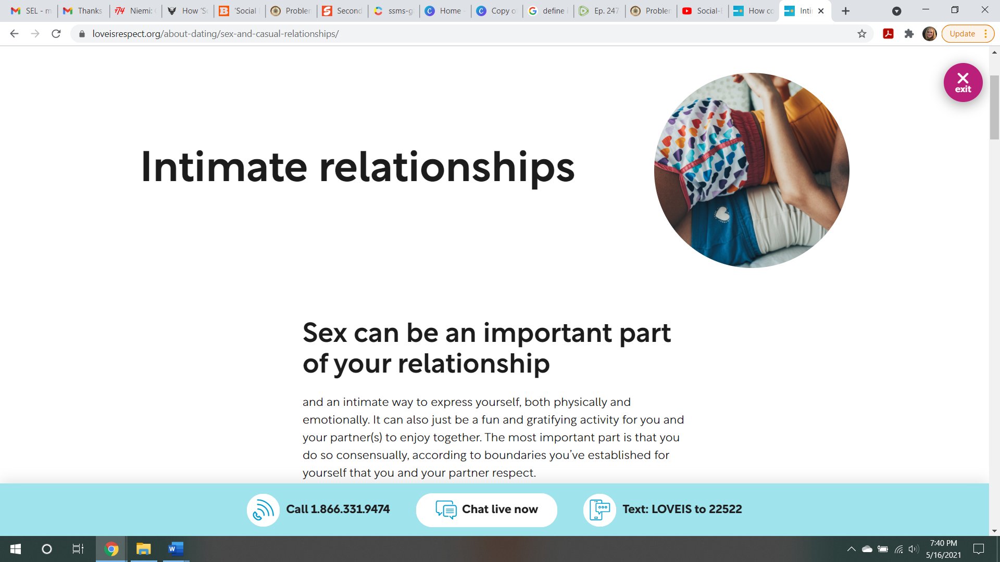 SEL - m
Thanks
Niemi:
How 'So
'Social
Problem
Second
ssms-g
Home -
Copy o
define i
Ep. 247
Problem
Social-E
How co
Inti
loveisrespect.org/about-dating/sex-and-casual-relationships/
Update
exit
Intimate relationships
Sex can be an important part
of your relationship
and an intimate way to express yourself, both physically and
emotionally. It can also just be a fun and gratifying activity for you and
your partner(s) to enjoy together. The most important part is that you
do so consensually, according to boundaries you've established for
yourself that you and your partner respect.
Call 1.866.331.9474
Chat live now
Text: LOVEIS to 22522
7:40 PM
5/16/2021